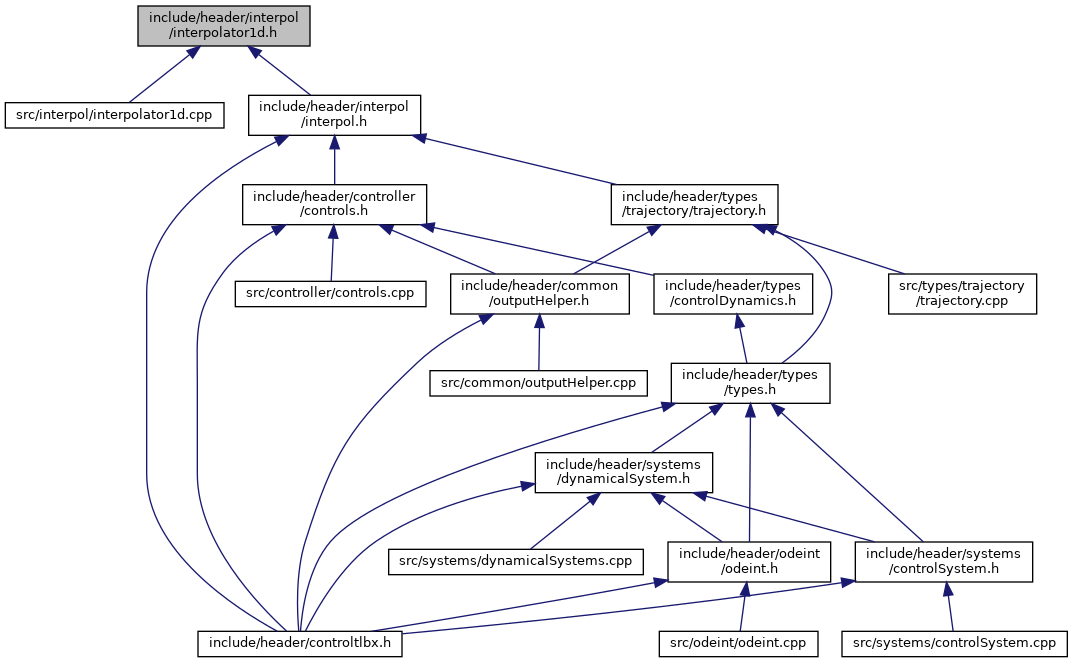 include/header/interpol
/interpolator1d.h
src/interpol/interpolator1d.cpp
include/header/interpol
/interpol.h
include/header/controller
/controls.h
include/header/types
/trajectory/trajectory.h
src/controller/controls.cpp
include/header/common
/outputHelper.h
include/header/types
/controlDynamics.h
src/types/trajectory
/trajectory.cpp
src/common/outputHelper.cpp
include/header/types
/types.h
include/header/systems
/dynamicalSystem.h
src/systems/dynamicalSystems.cpp
include/header/odeint
/odeint.h
include/header/systems
/controlSystem.h
include/header/controltlbx.h
src/odeint/odeint.cpp
src/systems/controlSystem.cpp